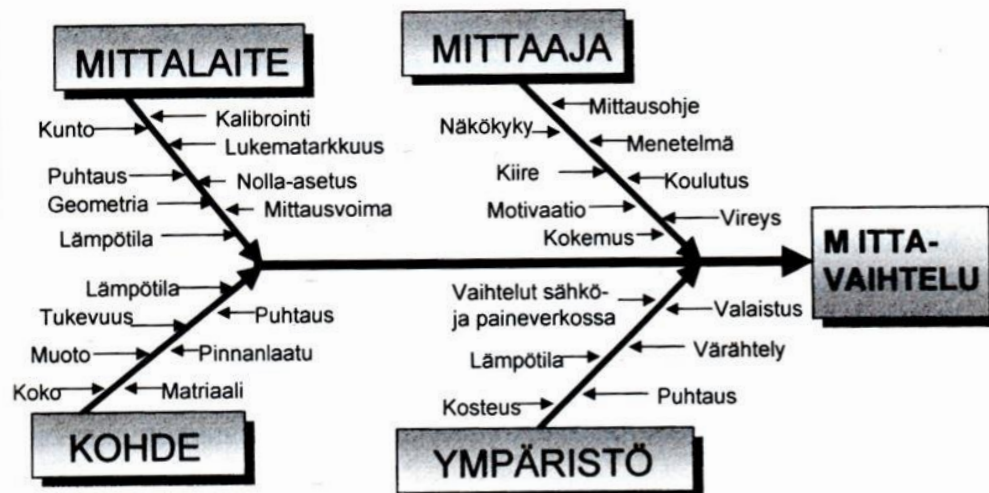 MITTALAITE
MITTAAJA
Kunto
Kalibrointi
Lukematarkkuus
Puhtaus
Nolla-asetus
Geometria
Mittausvoima
Lämpötila
Mittausohje
Näkökyky
Menetelmä
Kiire
Koulutus
Motivaatio
Vireys
Kokemus
M ITTA-
VAIHTELU
Lämpötila
Puhtaus
Tukevuus
Muoto
Pinnanlaatu
Koko
Matriaali
Vaihtelut sähkö-
ja paineverkossa
Valaistus
Värähtely
Lämpötila
Puhtaus
Kosteus
KOHDE
YMPÄRISTÖ